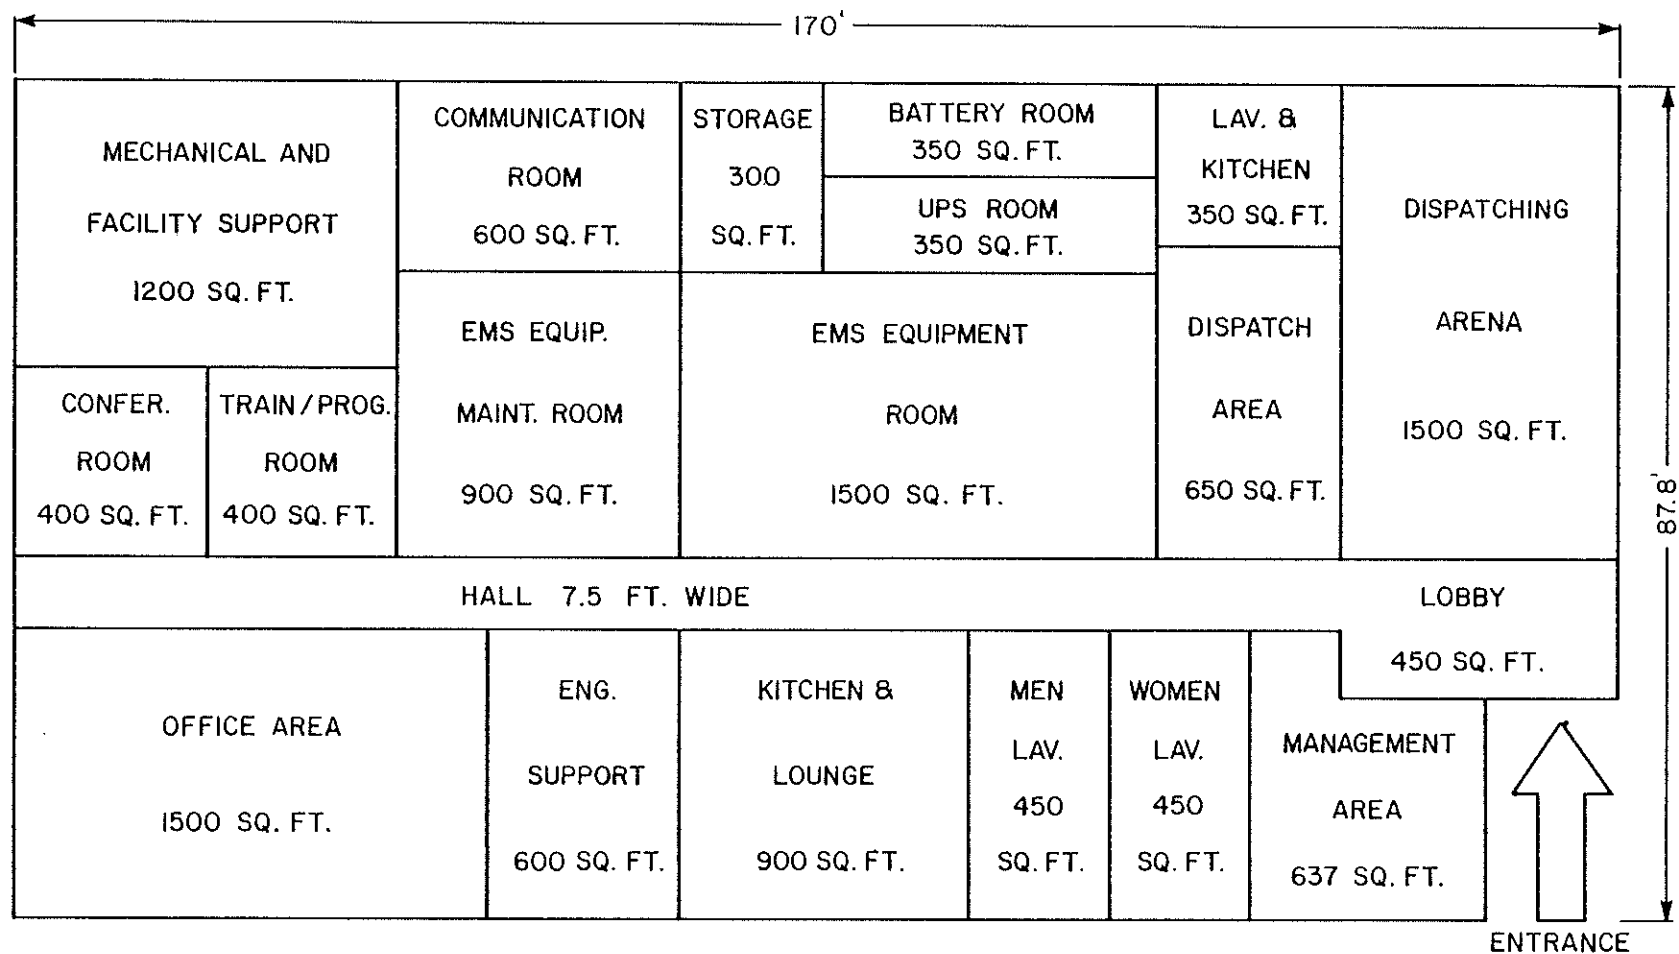 170'
MECHANICAL AND
FACILITY SUPPORT
1200 SQ. FT.
COMMUNICATION
ROOM
600 SQ. FT.
STORAGE
300
SQ. FT.
BATTERY ROOM
350 SQ. FT.
UPS ROOM
350 SQ. FT.
LAV. &
KITCHEN
350 SQ. FT.
DISPATCHING
ARENA
1500 SQ. FT.
CONFER.
ROOM
400 SQ. FT.
TRAIN/PROG.
ROOM
400 SQ. FT.
EMS EQUIP.
MAINT. ROOM
900 SQ. FT.
EMS EQUIPMENT
ROOM
1500 SQ. FT.
DISPATCH
AREA
650 SQ. FT.
87.8'
HALL 7.5 FT. WIDE
LOBBY
450 SQ. FT.
OFFICE AREA
1500 SQ. FT.
ENG.
SUPPORT
600 SQ. FT.
KITCHEN &
LOUNGE
900 SQ. FT.
MEN
LAV.
450
SQ. FT.
WOMEN
LAV.
450
SQ. FT.
MANAGEMENT
AREA
637 SQ. FT.
ENTRANCE